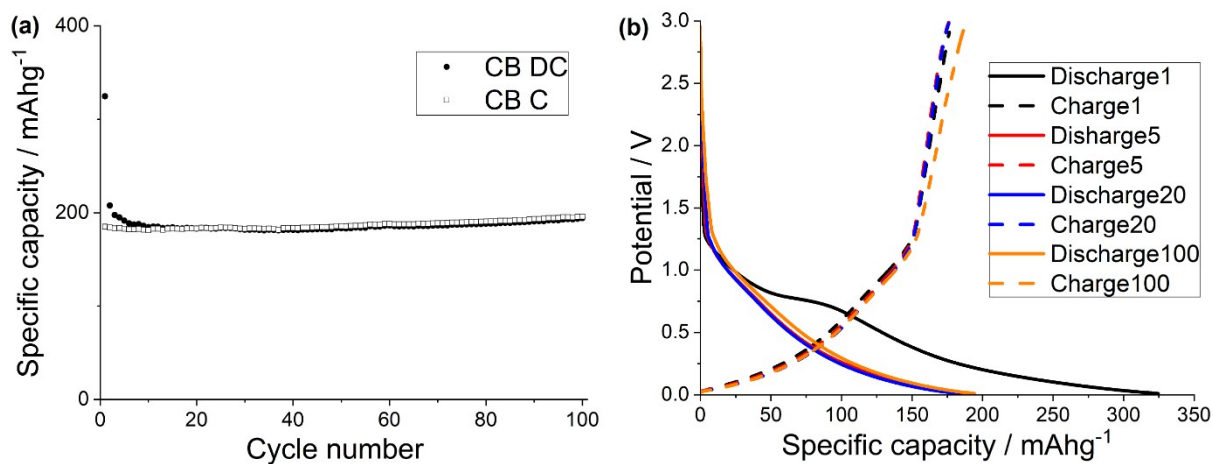 (a)
400
200
0
0
20
40
60
80
100
Specific capacity / mAhg⁻¹
Cycle number
CB DC
CB C
(b)
3.0
2.5
2.0
1.5
1.0
0.5
0.0
0
50
100
150
200
250
300
350
Potential / V
Specific capacity / mAhg⁻¹
Discharge1
Charge1
Disharge5
Charge5
Discharge20
Charge20
Discharge100
Charge100